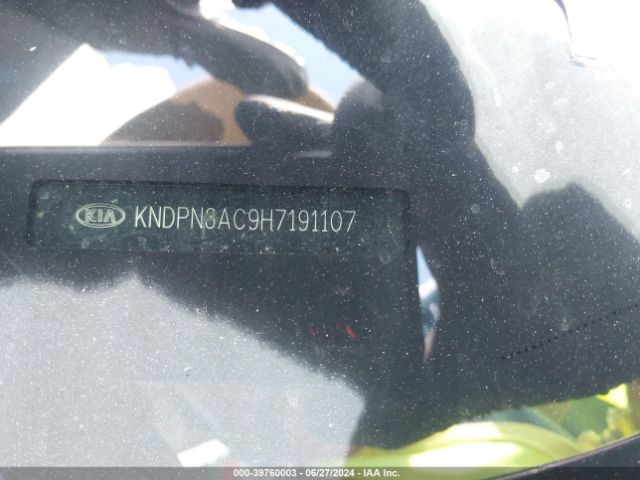 KIA KNDPN3AC9H7191107
000-39760003 — 06/27/2024 — IAA Inc.